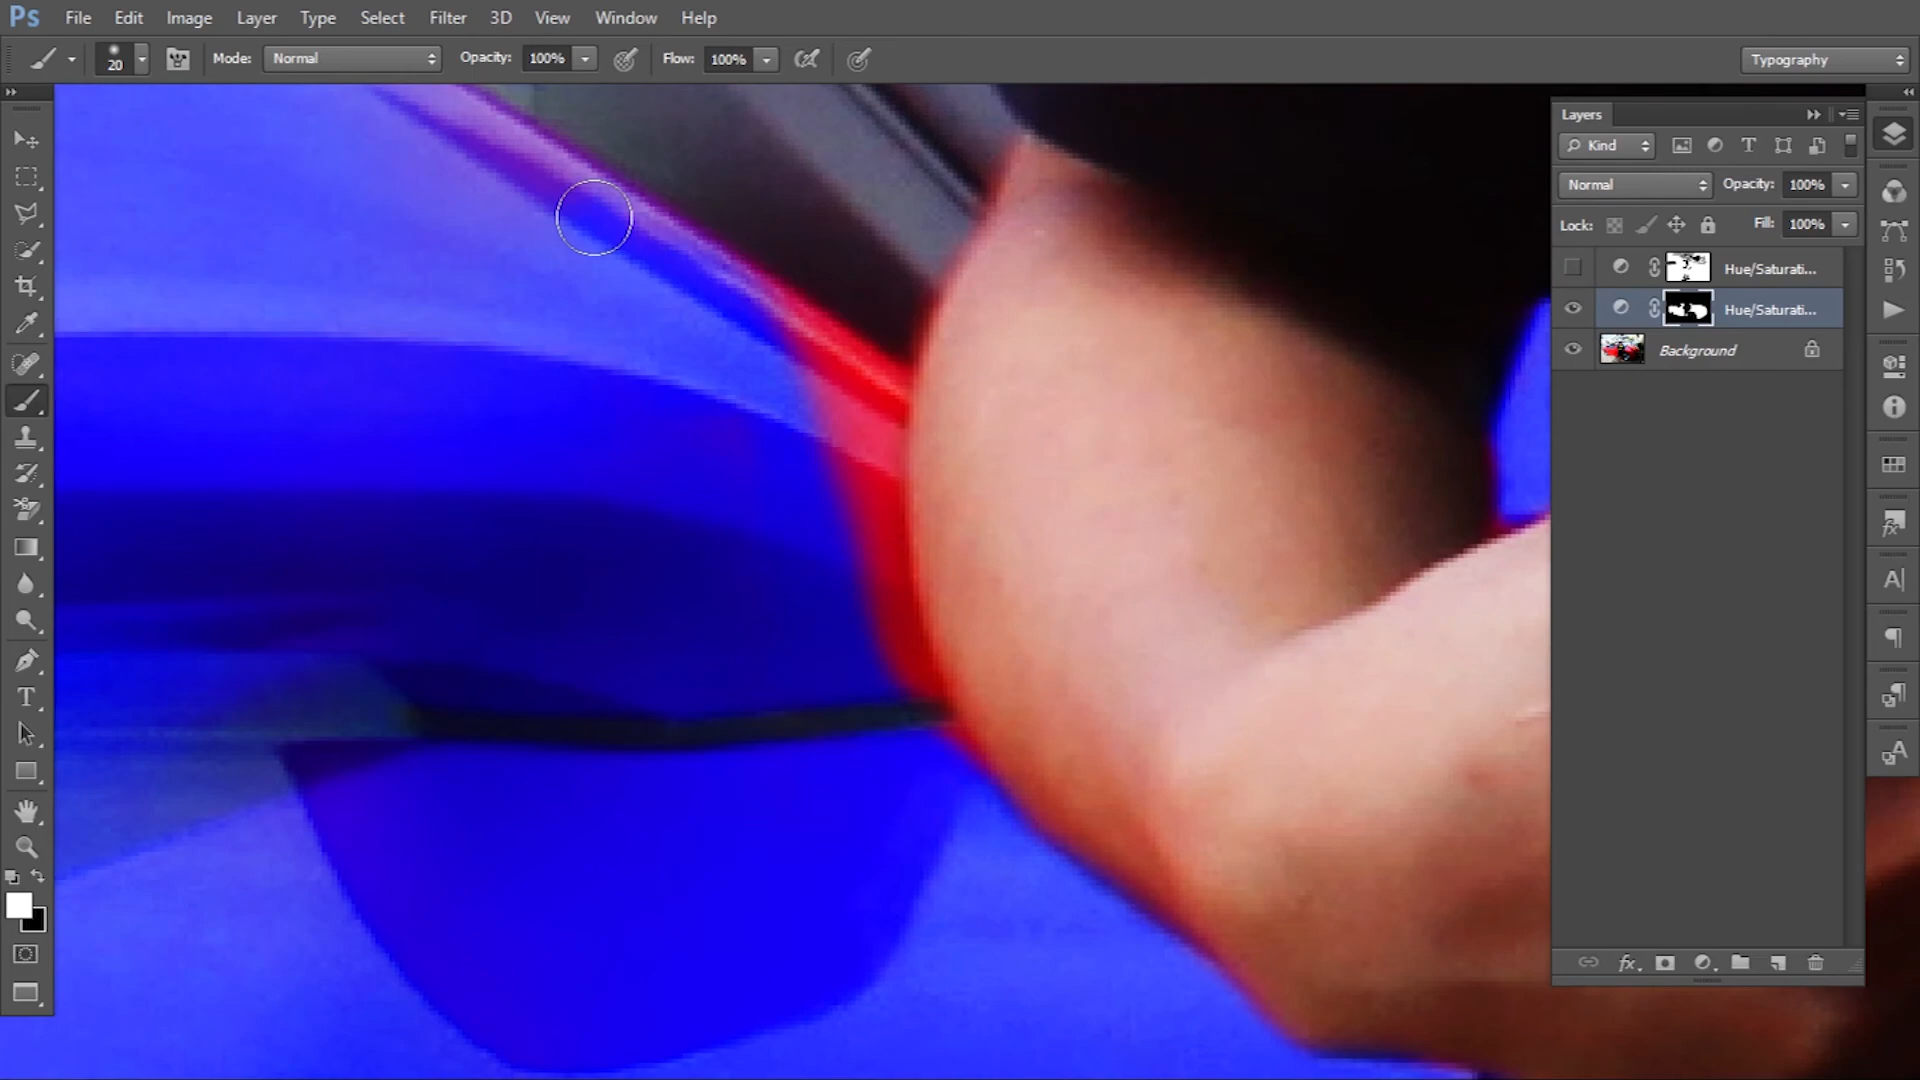 Ps File Edit Image Layer Type Select Filter 3D View Window Help
20 Mode: Normal Opacity: 100% Flow: 100% Typography
Layers
Kind
Normal Opacity: 100%
Lock: Fill: 100%
Hue/Saturati...
Hue/Saturati...
Background